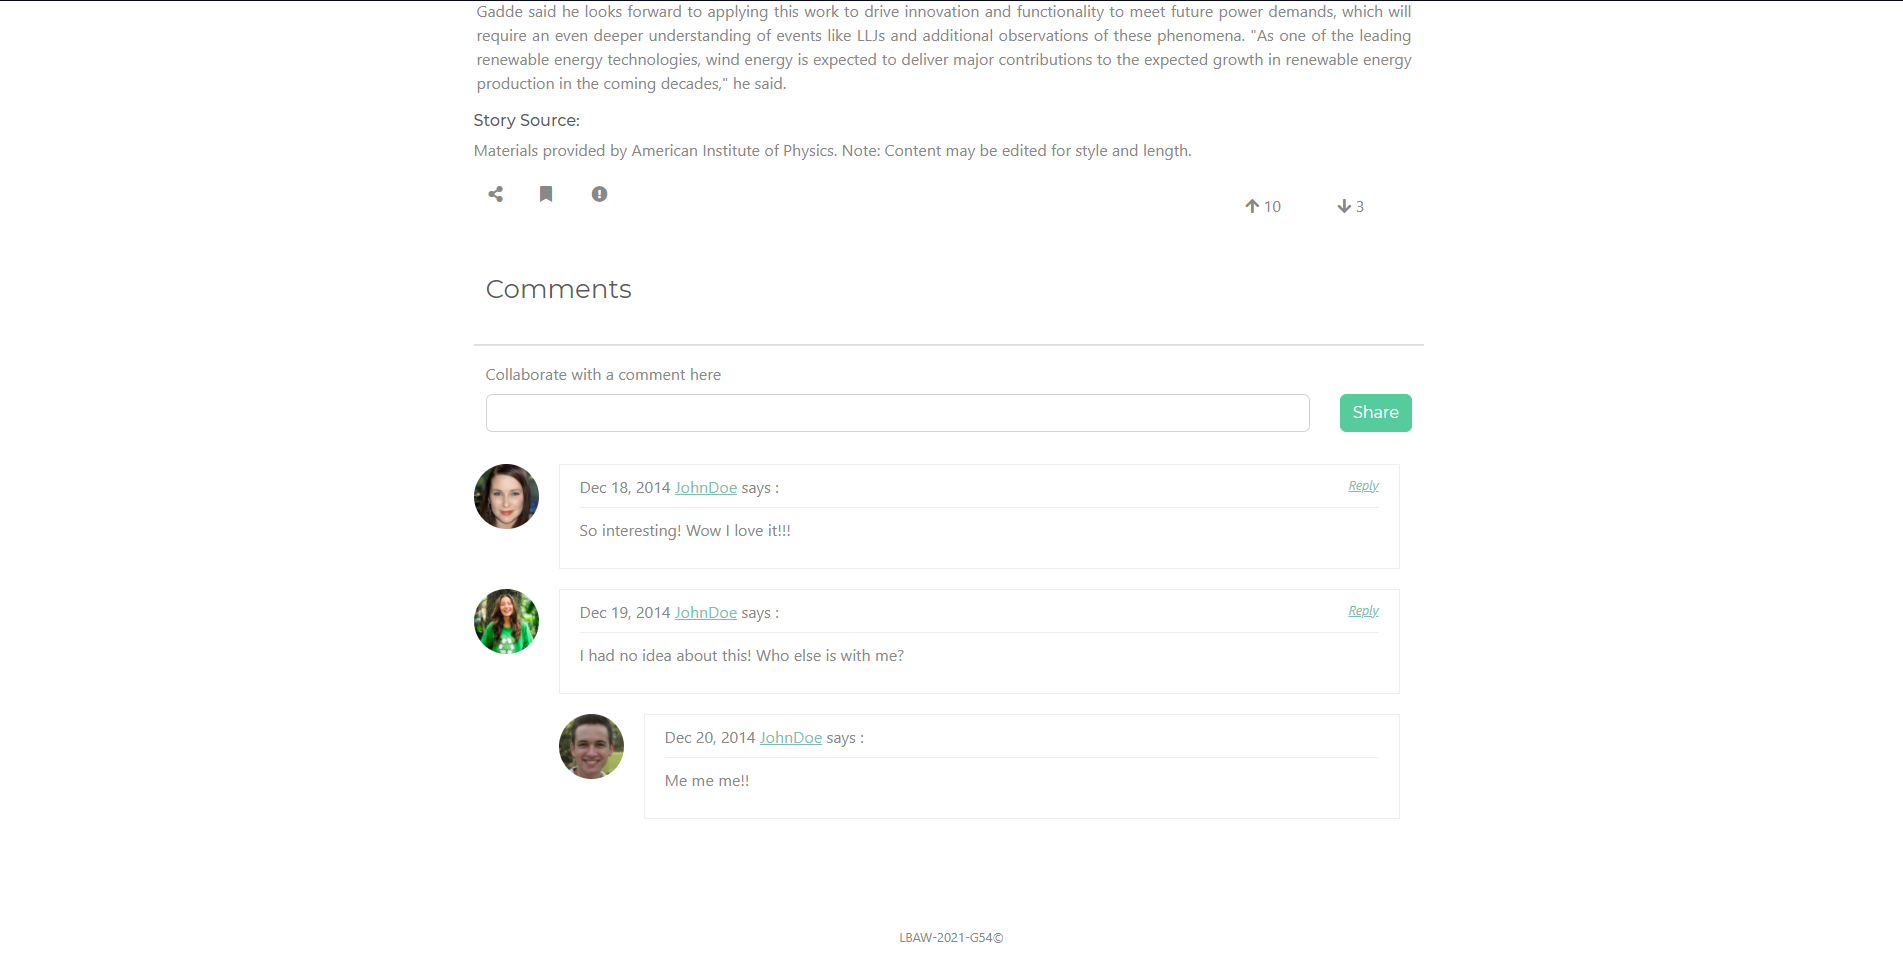 Gadde said he looks forward to applying this work to drive innovation and functionality to meet future power demands, which will
require an even deeper understanding of events like LLJs and additional observations of these phenomena. "As one of the leading
renewable energy technologies, wind energy is expected to deliver major contributions to the expected growth in renewable energy
production in the coming decades," he said.
Story Source:
Materials provided by American Institute of Physics. Note: Content may be edited for style and length.
10 3
Comments
Collaborate with a comment here
Share
Dec 18, 2014 JohnDoe says : Reply
So interesting! Wow I love it!!!
Dec 19, 2014 JohnDoe says : Reply
I had no idea about this! Who else is with me?
Dec 20, 2014 JohnDoe says :
Me me me!!
LBAW-2021-G54©